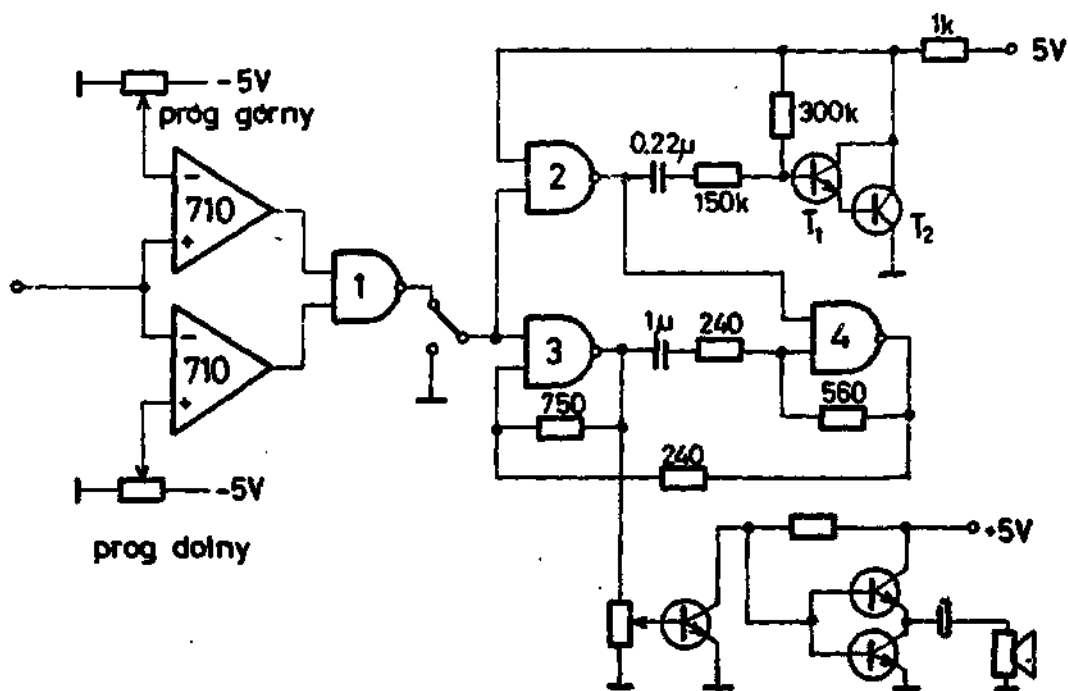 1k
5V
-5V
próg górny
300k
0.22µ
2
150k
710
-
+
T₁
T₂
1
-
710
+
3
1µ
240
4
750
560
240
-5V
prog dolny
+5V